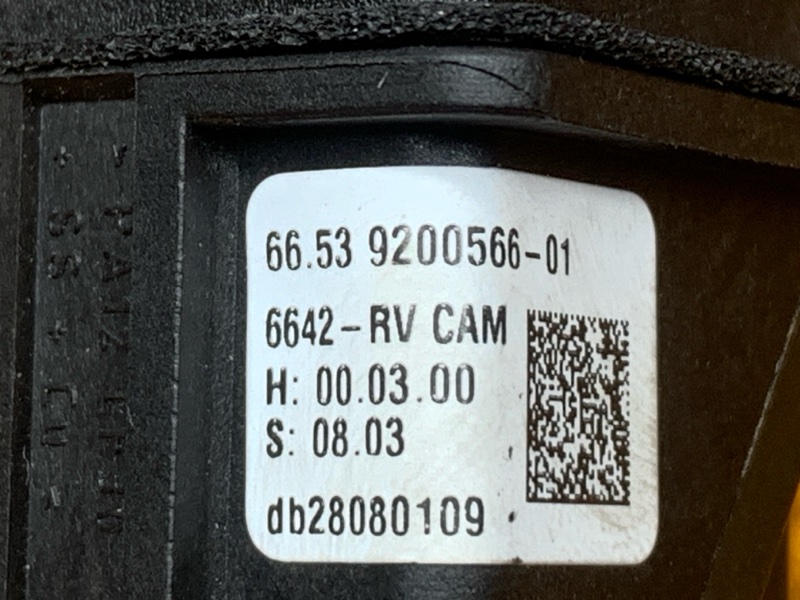 66.53 9200566-01
6642-RV CAM
H: 00.03.00
S: 08.03
db28080109